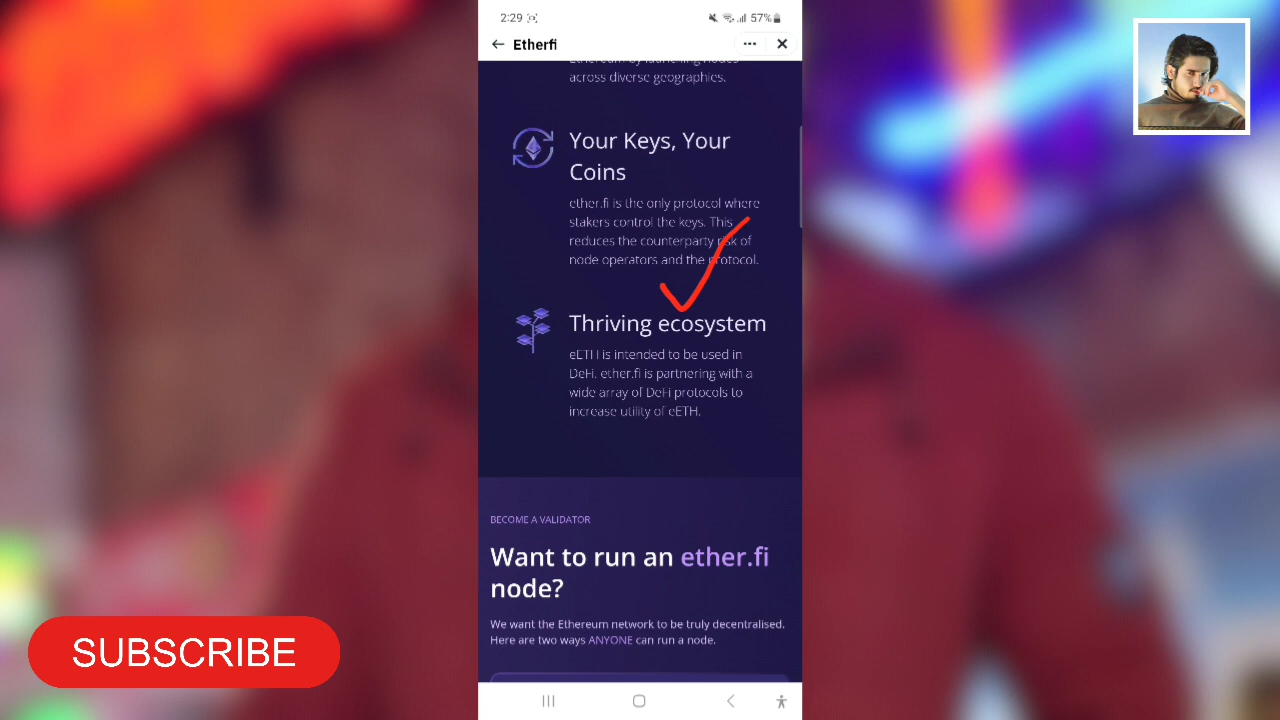 2:29
57%
Etherfi
Ethereum by launching nodes
across diverse geographies.
Your Keys, Your
Coins
ether.fi is the only protocol where
stakers control the keys. This
reduces the counterparty risk of
node operators and the protocol.
Thriving ecosystem
eETH is intended to be used in
DeFi. ether.fi is partnering with a
wide array of DeFi protocols to
increase utility of eETH.
BECOME A VALIDATOR
Want to run an ether.fi
node?
We want the Ethereum network to be truly decentralised.
Here are two ways ANYONE can run a node.
SUBSCRIBE